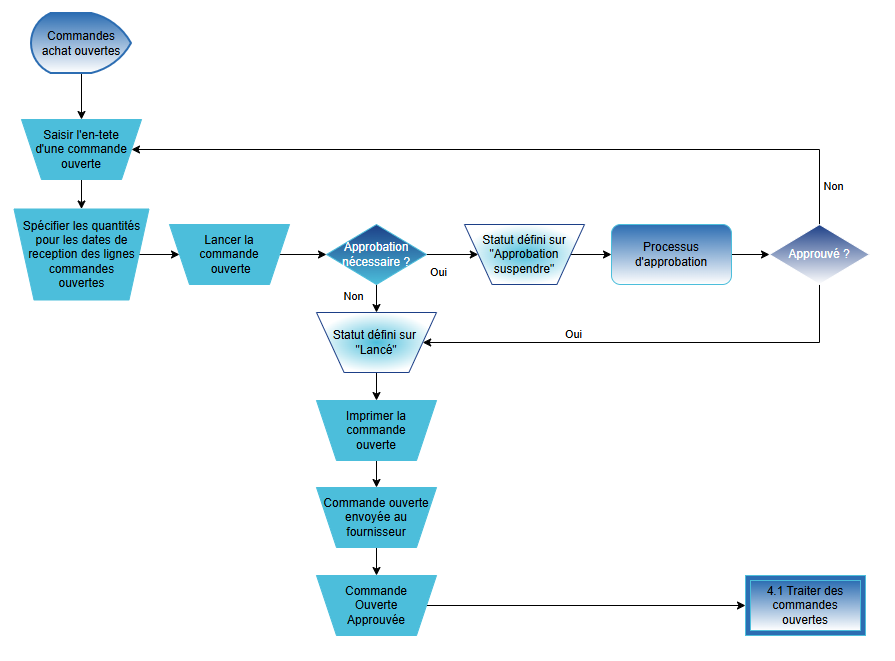 Commandes
achat ouvertes
Saisir l'en-tete
d'une commande
ouverte
Non
Spécifier les quantités
pour les dates de
reception des lignes
commandes
ouvertes
Lancer la
commande
ouverte
Approbation
nécessaire ?
Oui
Statut défini sur
"Approbation
suspendre"
Processus
d'approbation
Approuvé ?
Non
Statut défini sur
"Lancé"
Oui
Imprimer la
commande
ouverte
Commande ouverte
envoyée au
fournisseur
Commande
Ouverte
Approuvée
4.1 Traiter des
commandes
ouvertes